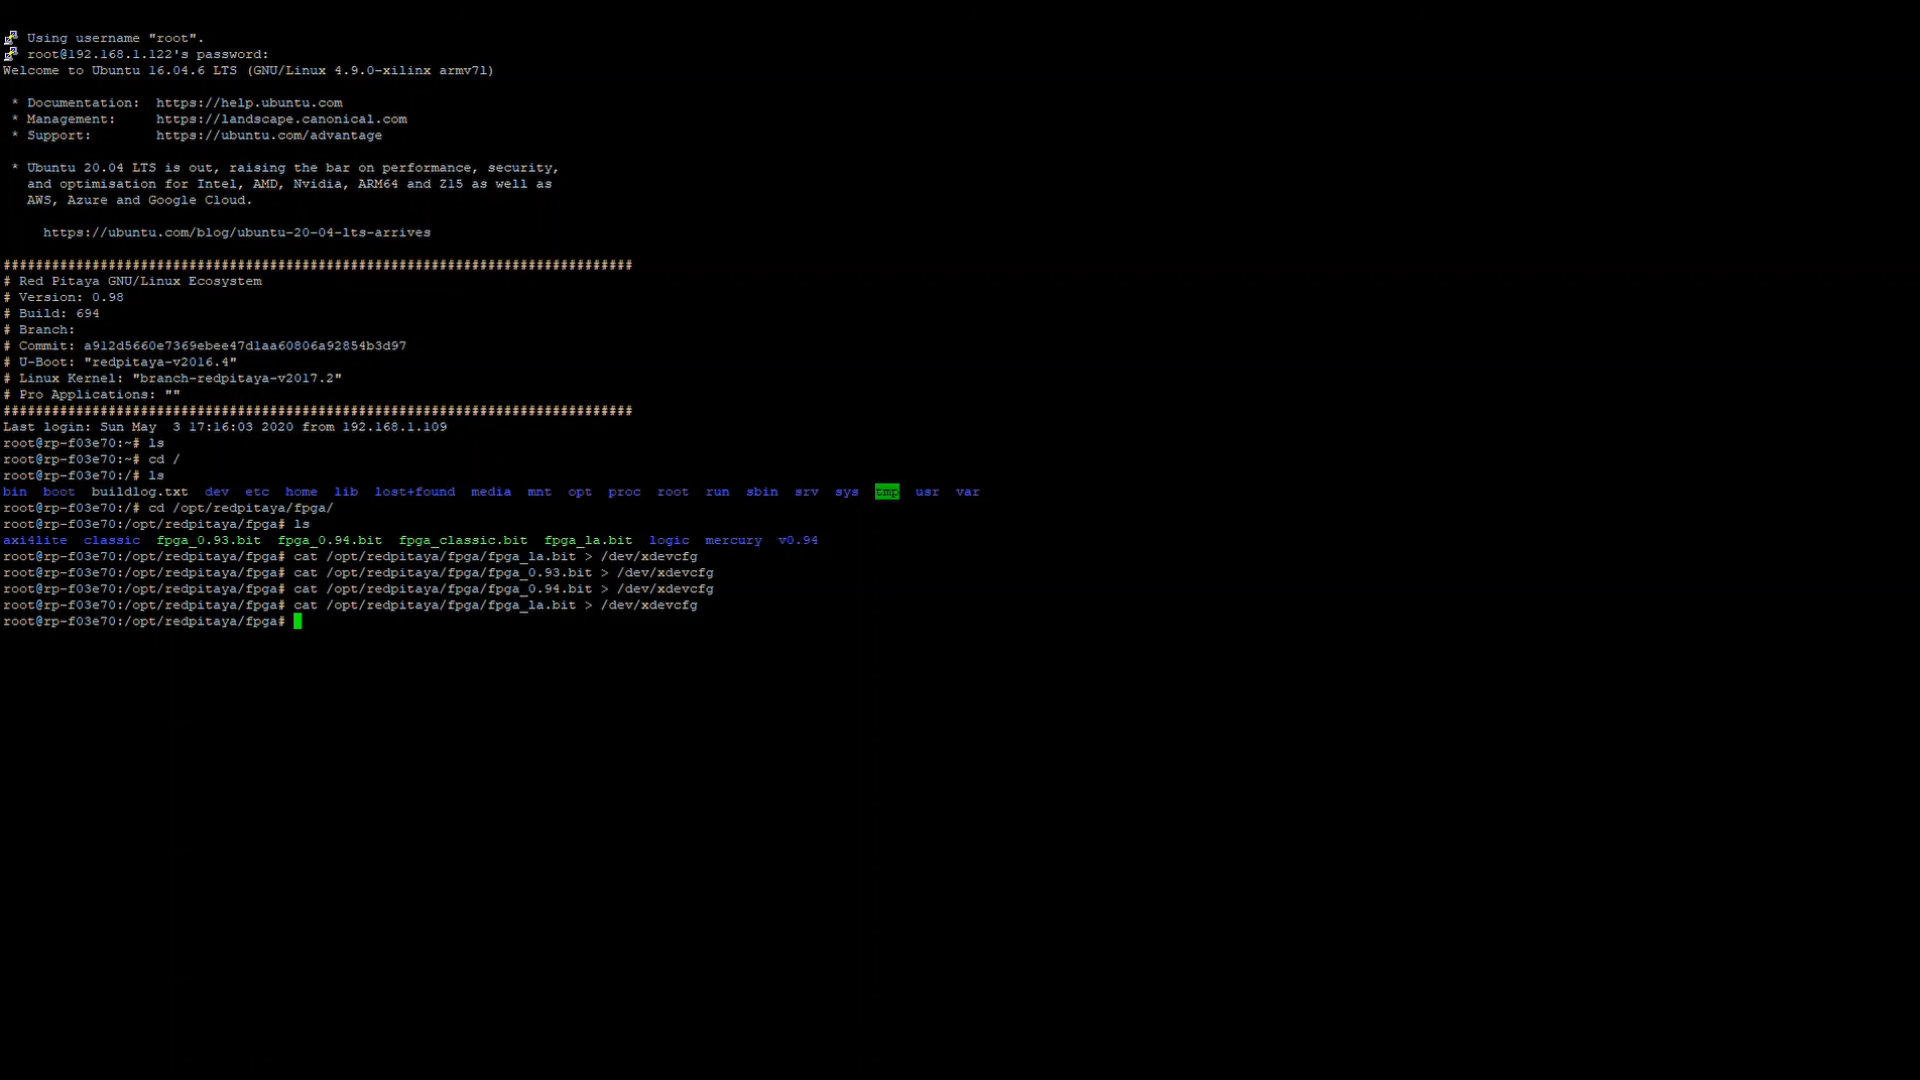 Using username "root".
root@192.168.1.122's password:
Welcome to Ubuntu 16.04.6 LTS (GNU/Linux 4.9.0-xilinx armv7l)
* Documentation:  https://help.ubuntu.com
* Management:     https://landscape.canonical.com
* Support:        https://ubuntu.com/advantage
* Ubuntu 20.04 LTS is out, raising the bar on performance, security,
and optimisation for Intel, AMD, Nvidia, ARM64 and Z15 as well as
AWS, Azure and Google Cloud.
https://ubuntu.com/blog/ubuntu-20-04-lts-arrives
##############################################################################
# Red Pitaya GNU/Linux Ecosystem
# Version: 0.98
# Build: 694
# Branch:
# Commit: a912d5660e7369ebee47d1aa60806a92854b3d97
# U-Boot: "redpitaya-v2016.4"
# Linux Kernel: "branch-redpitaya-v2017.2"
# Pro Applications: ""
##############################################################################
Last login: Sun May  3 17:16:03 2020 from 192.168.1.109
root@rp-f03e70:~# ls
root@rp-f03e70:~# cd /
root@rp-f03e70:/# ls
bin  boot  buildlog.txt  dev  etc  home  lib  lost+found  media  mnt  opt  proc  root  run  sbin  srv  sys  tmp  usr  var
root@rp-f03e70:/# cd /opt/redpitaya/fpga/
root@rp-f03e70:/opt/redpitaya/fpga# ls
axi4lite  classic  fpga_0.93.bit  fpga_0.94.bit  fpga_classic.bit  fpga_la.bit  logic  mercury  v0.94
root@rp-f03e70:/opt/redpitaya/fpga# cat /opt/redpitaya/fpga/fpga_la.bit > /dev/xdevcfg
root@rp-f03e70:/opt/redpitaya/fpga# cat /opt/redpitaya/fpga/fpga_0.93.bit > /dev/xdevcfg
root@rp-f03e70:/opt/redpitaya/fpga# cat /opt/redpitaya/fpga/fpga_0.94.bit > /dev/xdevcfg
root@rp-f03e70:/opt/redpitaya/fpga# cat /opt/redpitaya/fpga/fpga_la.bit > /dev/xdevcfg
root@rp-f03e70:/opt/redpitaya/fpga#